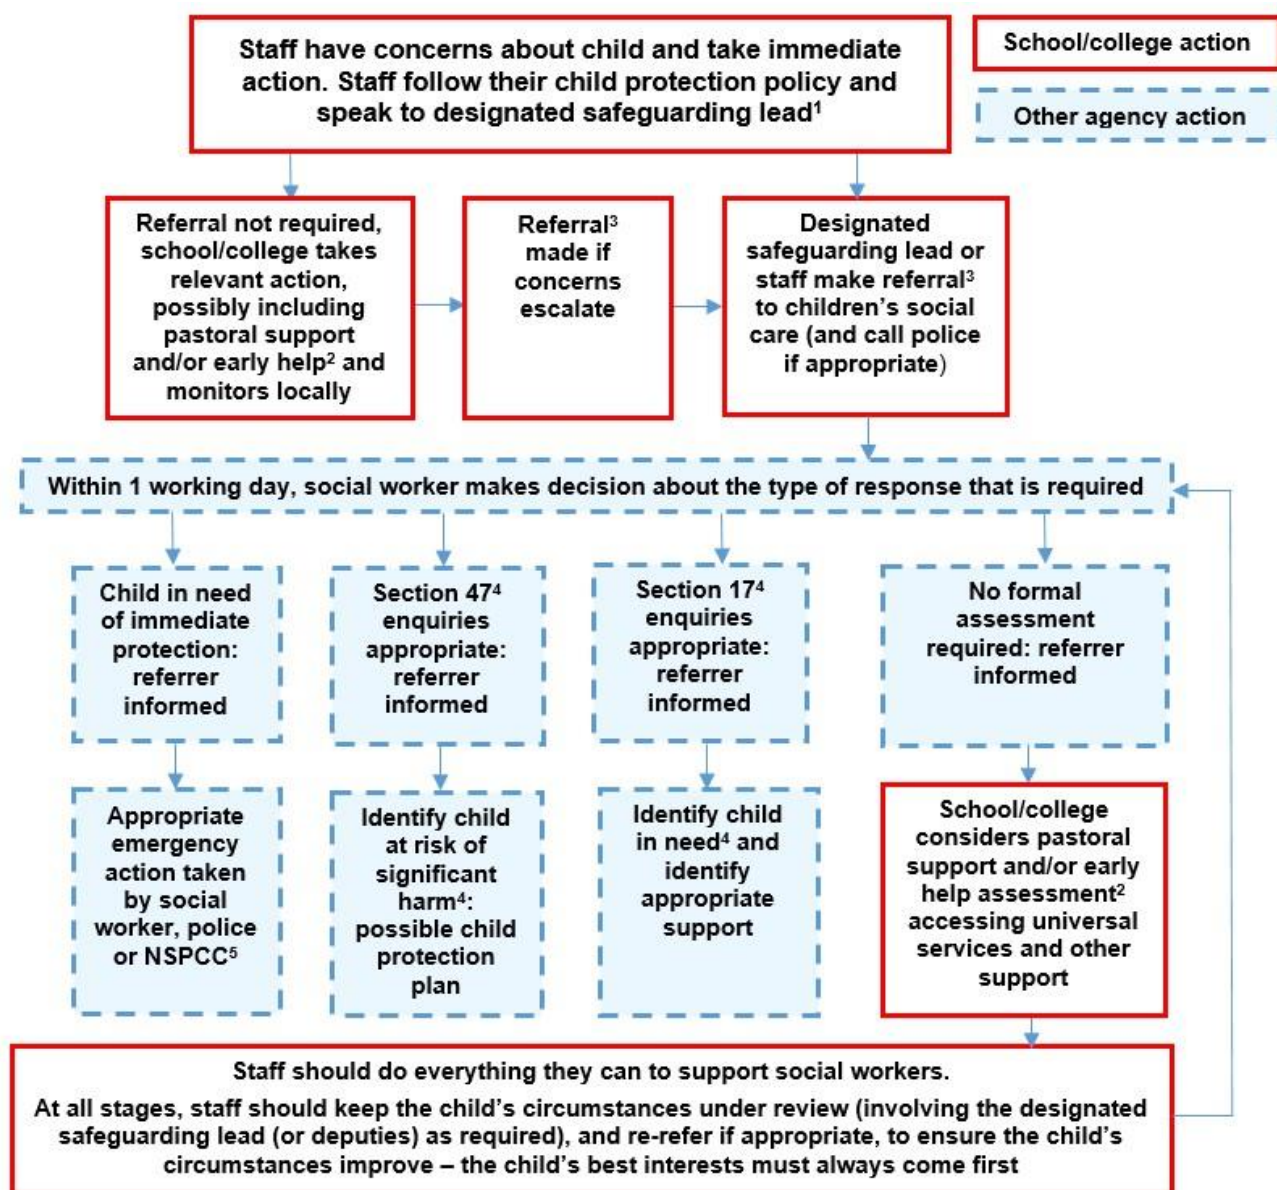 Staff have concerns about child and take immediate
action. Staff follow their child protection policy and
speak to designated safeguarding lead¹
School/college action
Other agency action
Referral not required,
school/college takes
relevant action,
possibly including
pastoral support
and/or early help² and
monitors locally
Referral³
made if
concerns
escalate
Designated
safeguarding lead or
staff make referral³
to children’s social
care (and call police
if appropriate)
Within 1 working day, social worker makes decision about the type of response that is required
Child in need
of immediate
protection:
referrer
informed
Section 47⁴
enquiries
appropriate:
referrer
informed
Section 17⁴
enquiries
appropriate:
referrer
informed
No formal
assessment
required: referrer
informed
Appropriate
emergency
action taken
by social
worker, police
or NSPCC⁵
Identify child
at risk of
significant
harm⁴:
possible child
protection
plan
Identify child
in need⁴ and
identify
appropriate
support
School/college
considers pastoral
support and/or early
help assessment²
accessing universal
services and other
support
Staff should do everything they can to support social workers.
At all stages, staff should keep the child’s circumstances under review (involving the designated
safeguarding lead (or deputies) as required), and re-refer if appropriate, to ensure the child’s
circumstances improve – the child’s best interests must always come first